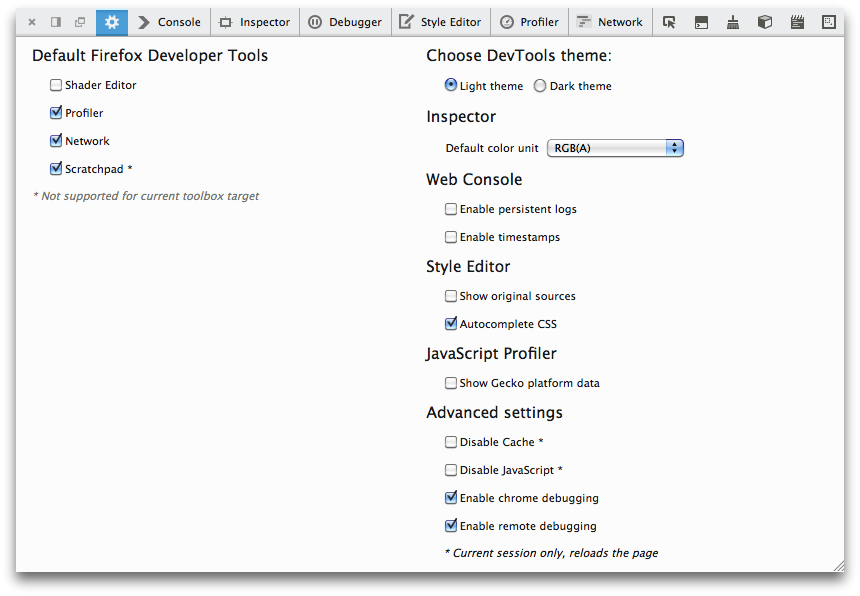 Console Inspector Debugger Style Editor Profiler Network
Default Firefox Developer Tools
Shader Editor
Profiler
Network
Scratchpad *
* Not supported for current toolbox target
Choose DevTools theme:
Light theme Dark theme
Inspector
Default color unit RGB(A)
Web Console
Enable persistent logs
Enable timestamps
Style Editor
Show original sources
Autocomplete CSS
JavaScript Profiler
Show Gecko platform data
Advanced settings
Disable Cache *
Disable JavaScript *
Enable chrome debugging
Enable remote debugging
* Current session only, reloads the page